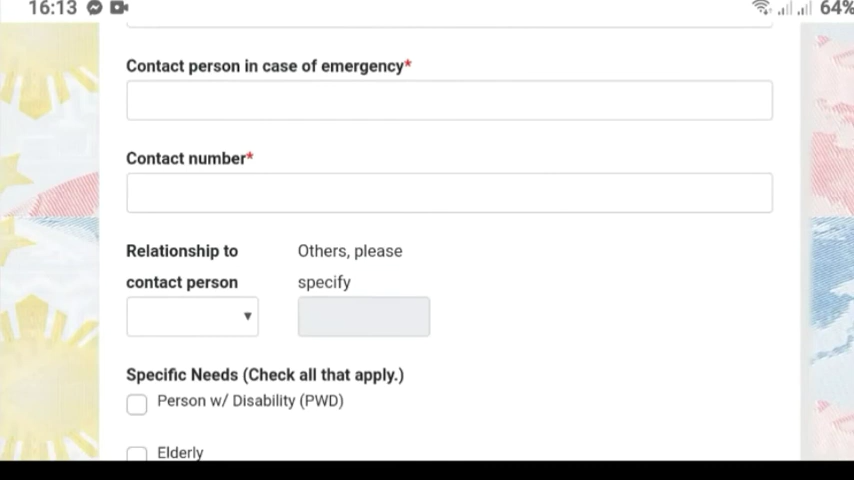 16:13 64%
Contact person in case of emergency*
Contact number*
Relationship to contact person
Others, please specify
Specific Needs (Check all that apply.)
Person w/ Disability (PWD)
Elderly